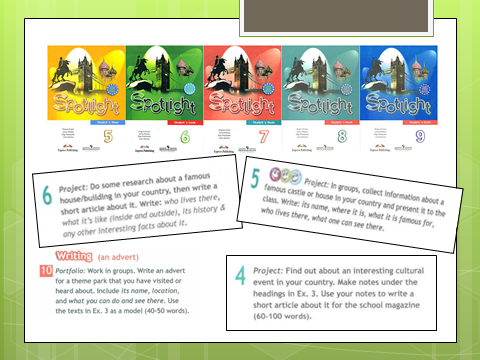 Spotlight
5
Spotlight
6
Spotlight
7
Spotlight
8
Spotlight
9
6 Project: Do some research about a famous
house/building in your country, then write a
short article about it. Write: who lives there,
what it's like (inside and outside), its history &
any other interesting facts about it.
5 Project: In groups, collect information about a
famous castle or house in your country and present it to the
class. Write: its name, where it is, what it is famous for,
who lives there, what one can see there.
Writing (an advert)
10 Portfolio: Work in groups. Write an advert
for a theme park that you have visited or
heard about. Include its name, location,
and what you can do and see there. Use
the texts in Ex. 3 as a model (40-50 words).
4 Project: Find out about an interesting cultural
event in your country. Make notes under the
headings in Ex. 3. Use your notes to write a
short article about it for the school magazine
(60-100 words).